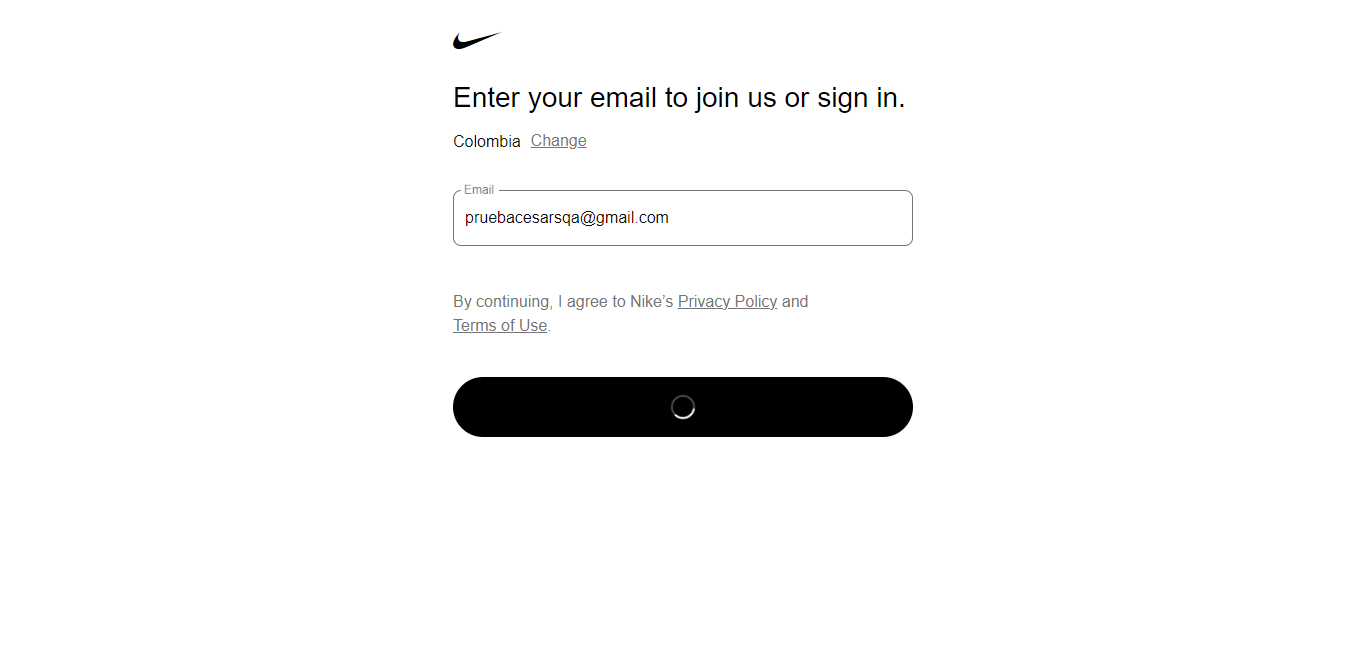 Enter your email to join us or sign in.
Colombia Change
Email
pruebacesarsqa@gmail.com
By continuing, I agree to Nike’s Privacy Policy and
Terms of Use.